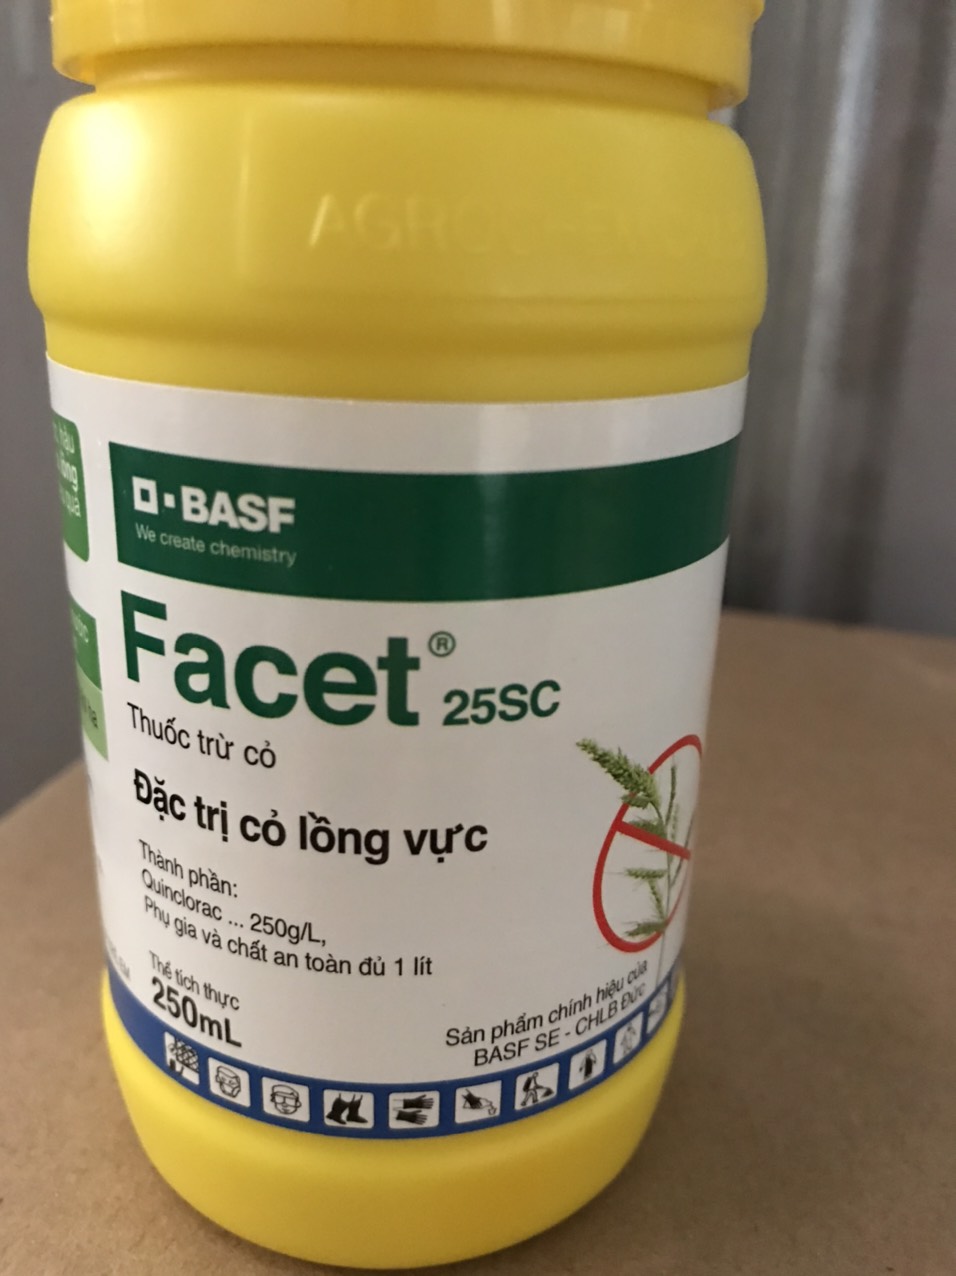 AGRO
BASF
We create chemistry
Facet® 25SC
Thuốc trừ cỏ
Đặc trị cỏ lồng vực
Thành phần:
Quinclorac ... 250g/L,
Phụ gia và chất an toàn đủ 1 lít
Thể tích thực
250mL
Sản phẩm chính hiệu của
BASF SE - CHLB Đức